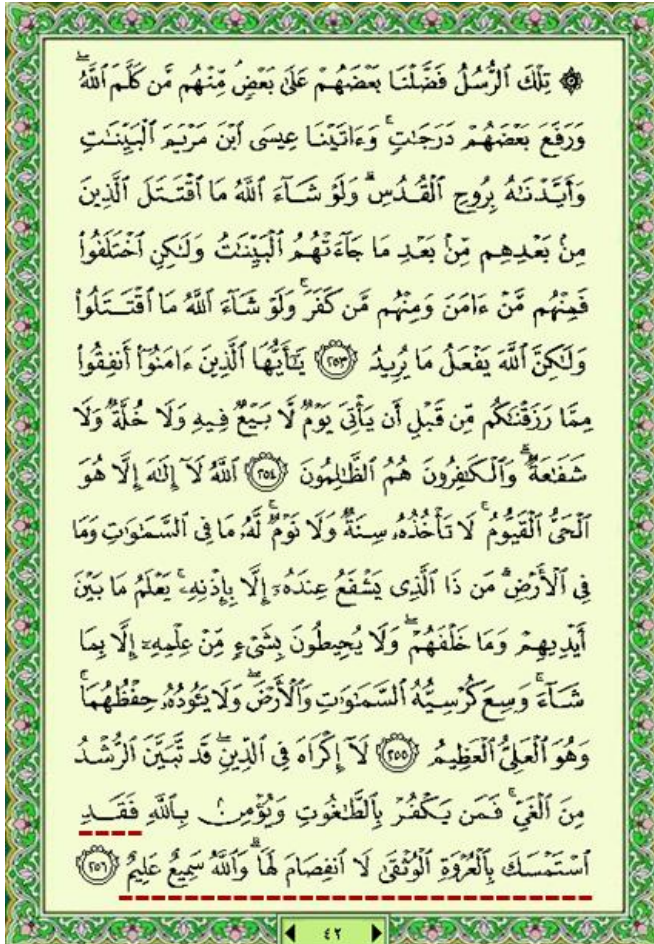 ۞ تِلْكَ ٱلرُّسُلُ فَضَّلْنَا بَعْضَهُمْ عَلَىٰ بَعْضٍ مِّنْهُم مَّن كَلَّمَ ٱللَّهُ ۖ
وَرَفَعَ بَعْضَهُمْ دَرَجَٰتٍ ۚ وَءَاتَيْنَا عِيسَى ٱبْنَ مَرْيَمَ ٱلْبَيِّنَٰتِ
وَأَيَّدْنَٰهُ بِرُوحِ ٱلْقُدُسِ ۗ وَلَوْ شَآءَ ٱللَّهُ مَا ٱقْتَتَلَ ٱلَّذِينَ
مِنۢ بَعْدِهِم مِّنۢ بَعْدِ مَا جَآءَتْهُمُ ٱلْبَيِّنَٰتُ وَلَٰكِنِ ٱخْتَلَفُوا۟
فَمِنْهُم مَّنْ ءَامَنَ وَمِنْهُم مَّن كَفَرَ ۚ وَلَوْ شَآءَ ٱللَّهُ مَا ٱقْتَتَلُوا۟
وَلَٰكِنَّ ٱللَّهَ يَفْعَلُ مَا يُرِيدُ ﴿٢٥٣﴾ يَٰٓأَيُّهَا ٱلَّذِينَ ءَامَنُوٓا۟ أَنفِقُوا۟
مِمَّا رَزَقْنَٰكُم مِّن قَبْلِ أَن يَأْتِىَ يَوْمٌ لَّا بَيْعٌ فِيهِ وَلَا خُلَّةٌ وَلَا
شَفَٰعَةٌ ۗ وَٱلْكَٰفِرُونَ هُمُ ٱلظَّٰلِمُونَ ﴿٢٥٤﴾ ٱللَّهُ لَآ إِلَٰهَ إِلَّا هُوَ
ٱلْحَىُّ ٱلْقَيُّومُ ۚ لَا تَأْخُذُهُۥ سِنَةٌ وَلَا نَوْمٌ ۚ لَّهُۥ مَا فِى ٱلسَّمَٰوَٰتِ وَمَا
فِى ٱلْأَرْضِ ۗ مَن ذَا ٱلَّذِى يَشْفَعُ عِندَهُۥٓ إِلَّا بِإِذْنِهِۦ ۚ يَعْلَمُ مَا بَيْنَ
أَيْدِيهِمْ وَمَا خَلْفَهُمْ ۖ وَلَا يُحِيطُونَ بِشَىْءٍ مِّنْ عِلْمِهِۦٓ إِلَّا بِمَا
شَآءَ ۚ وَسِعَ كُرْسِيُّهُ ٱلسَّمَٰوَٰتِ وَٱلْأَرْضَ ۖ وَلَا يَـُٔودُهُۥ حِفْظُهُمَا ۚ
وَهُوَ ٱلْعَلِىُّ ٱلْعَظِيمُ ﴿٢٥٥﴾ لَآ إِكْرَاهَ فِى ٱلدِّينِ ۖ قَد تَّبَيَّنَ ٱلرُّشْدُ
مِنَ ٱلْغَىِّ ۚ فَمَن يَكْفُرْ بِٱلطَّٰغُوتِ وَيُؤْمِنۢ بِٱللَّهِ فَقَدِ
ٱسْتَمْسَكَ بِٱلْعُرْوَةِ ٱلْوُثْقَىٰ لَا ٱنفِصَامَ لَهَا ۗ وَٱللَّهُ سَمِيعٌ عَلِيمٌ ﴿٢٥٦﴾
٤٢